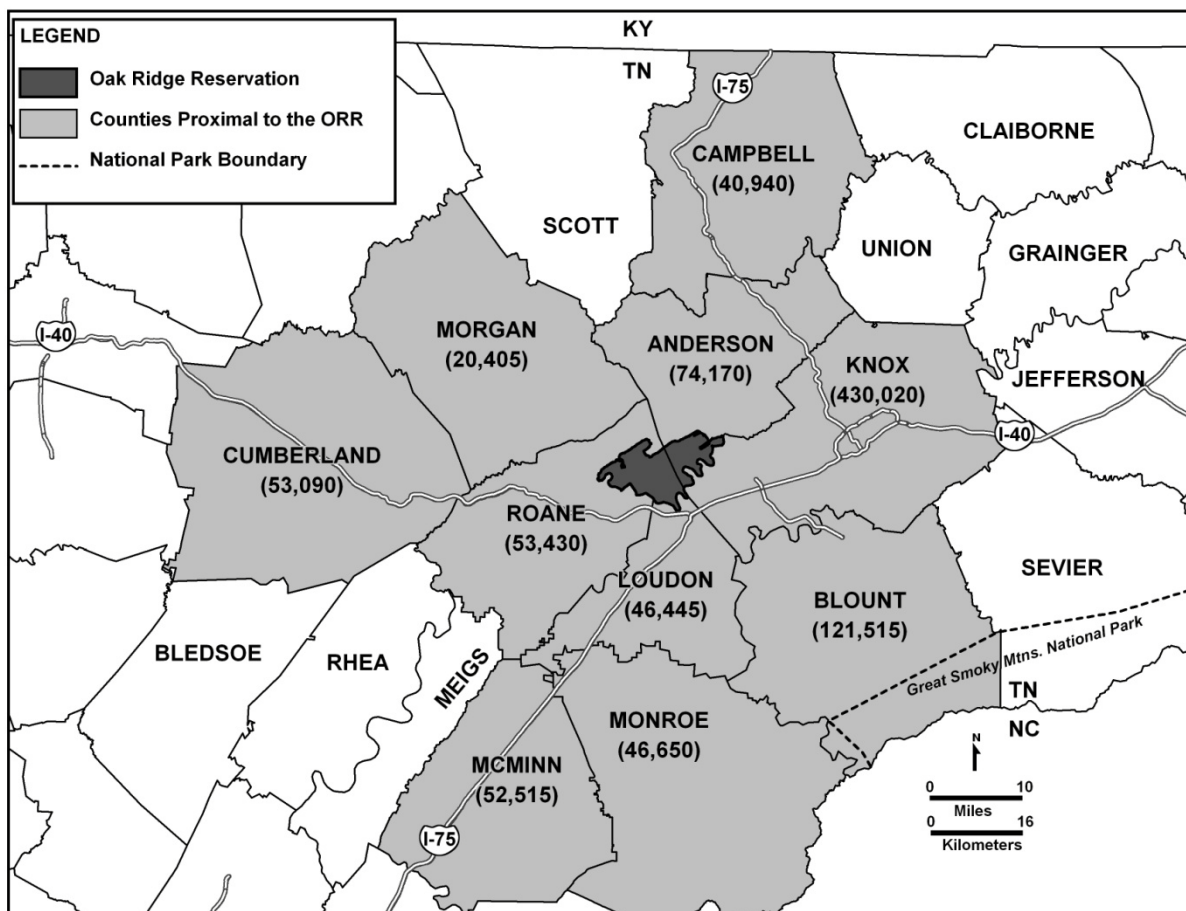 LEGEND
Oak Ridge Reservation
Counties Proximal to the ORR
National Park Boundary
KY
TN
I-75
CLAIBORNE
CAMPBELL
(40,940)
SCOTT
UNION
GRAINGER
I-40
MORGAN
(20,405)
ANDERSON
(74,170)
KNOX
(430,020)
JEFFERSON
I-40
CUMBERLAND
(53,090)
ROANE
(53,430)
LOUDON
(46,445)
BLOUNT
(121,515)
SEVIER
BLEDSOE
RHEA
MEIGS
Great Smoky Mtns. National Park
TN
NC
MONROE
(46,650)
MCMINN
(52,515)
I-75
N
0 10
Miles
0 16
Kilometers